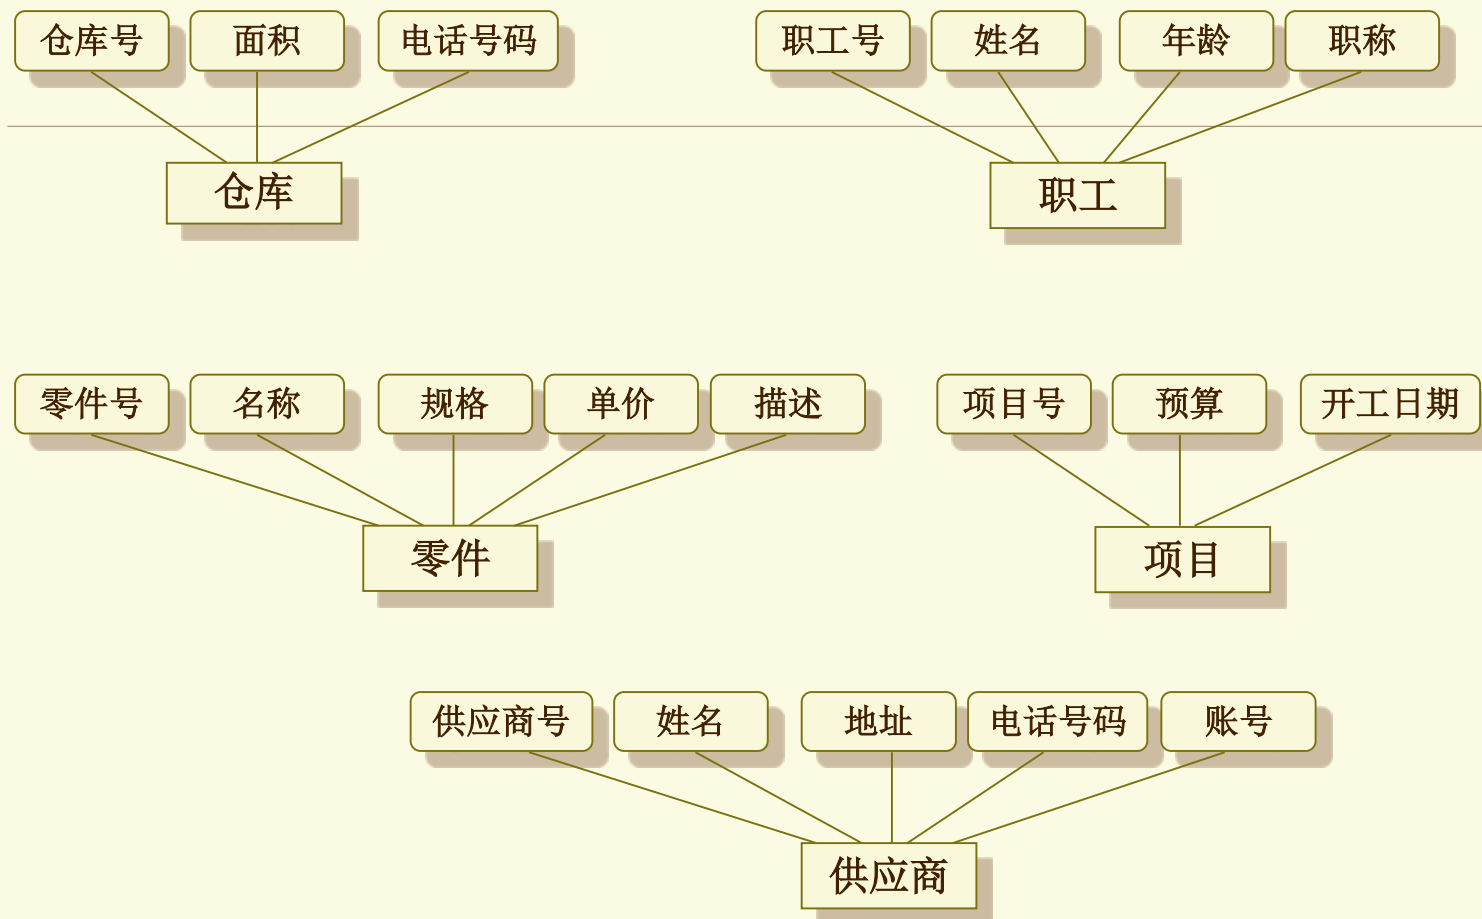 仓库号 面积 电话号码 职工号 姓名 年龄 职称
仓库 职工
零件号 名称 规格 单价 描述 项目号 预算 开工日期
零件 项目
供应商号 姓名 地址 电话号码 账号
供应商